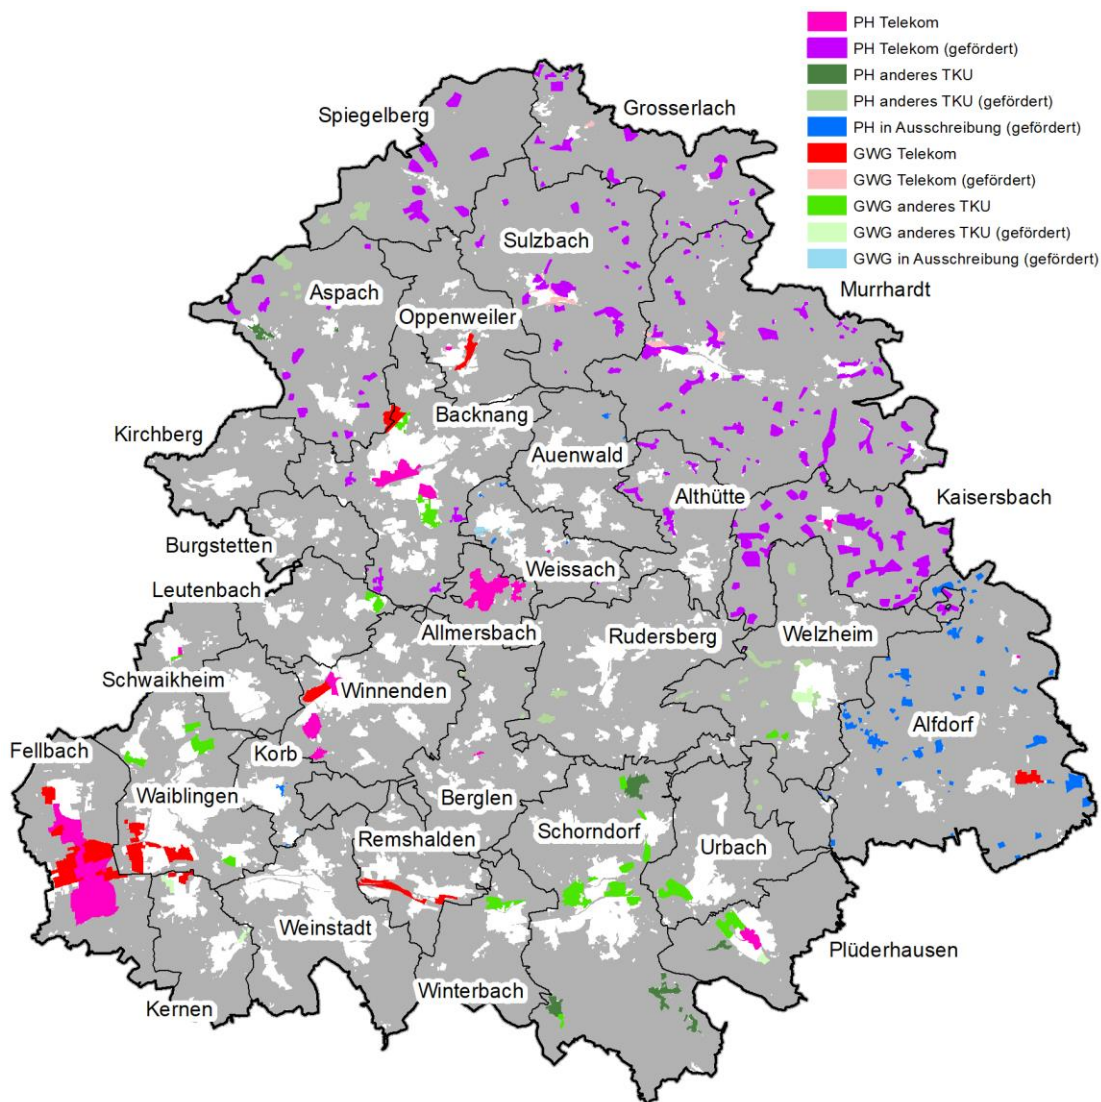 PH Telekom
PH Telekom (gefördert)
PH anderes TKU
PH anderes TKU (gefördert)
PH in Ausschreibung (gefördert)
GWG Telekom
GWG Telekom (gefördert)
GWG anderes TKU
GWG anderes TKU (gefördert)
GWG in Ausschreibung (gefördert)
Spiegelberg
Grosserlach
Sulzbach
Aspach
Murrhardt
Oppenweiler
Backnang
Kirchberg
Auenwald
Althütte
Kaisersbach
Burgstetten
Weissach
Leutenbach
Allmersbach
Rudersberg
Welzheim
Schwaikheim
Winnenden
Alfdorf
Fellbach
Korb
Waiblingen
Berglen
Schorndorf
Remshalden
Urbach
Weinstadt
Plüderhausen
Winterbach
Kernen